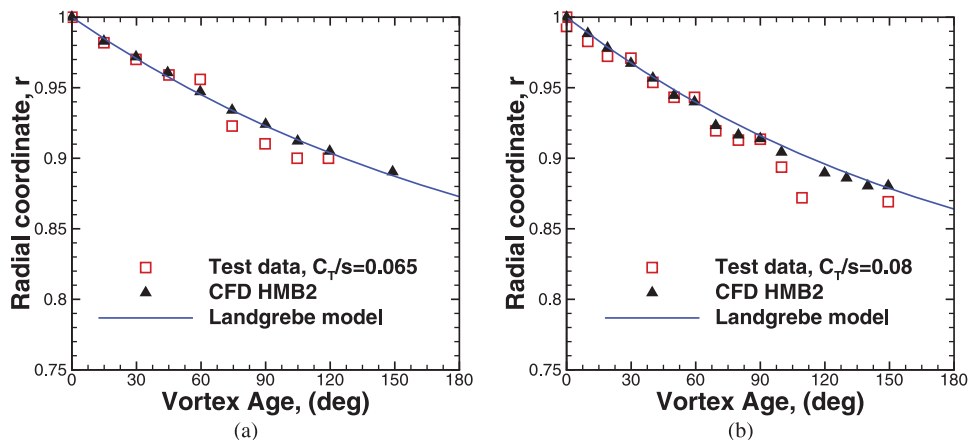 Radial coordinate, r
1
0.95
0.9
0.85
0.8
0.75
Test data, C_T/s=0.065
CFD HMB2
Landgrebe model
0 30 60 90 120 150 180
Vortex Age, (deg)
(a)
Radial coordinate, r
1
0.95
0.9
0.85
0.8
0.75
Test data, C_T/s=0.08
CFD HMB2
Landgrebe model
0 30 60 90 120 150 180
Vortex Age, (deg)
(b)